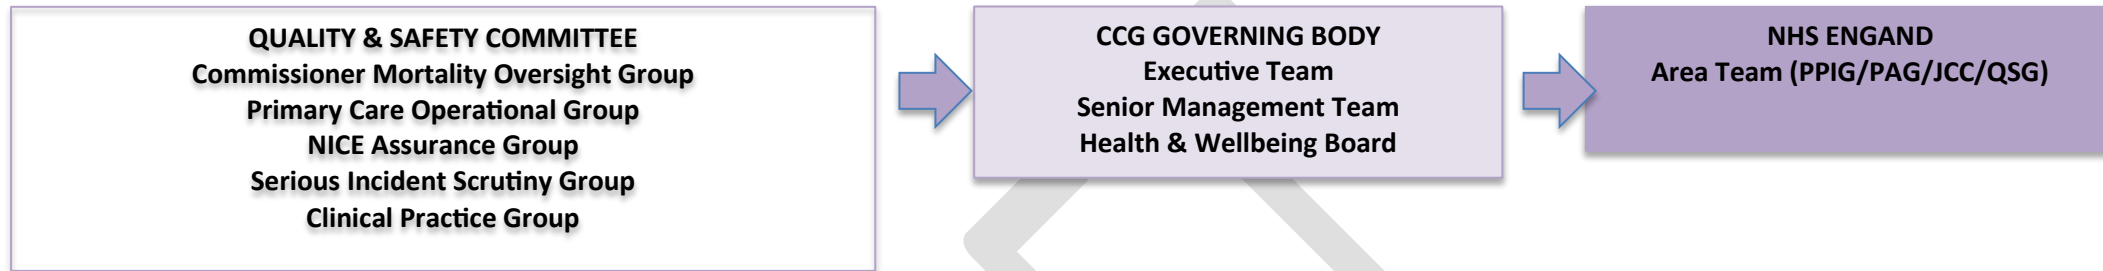 QUALITY & SAFETY COMMITTEE
Commissioner Mortality Oversight Group
Primary Care Operational Group
NICE Assurance Group
Serious Incident Scrutiny Group
Clinical Practice Group
CCG GOVERNING BODY
Executive Team
Senior Management Team
Health & Wellbeing Board
NHS ENGAND
Area Team (PPIG/PAG/JCC/QSG)